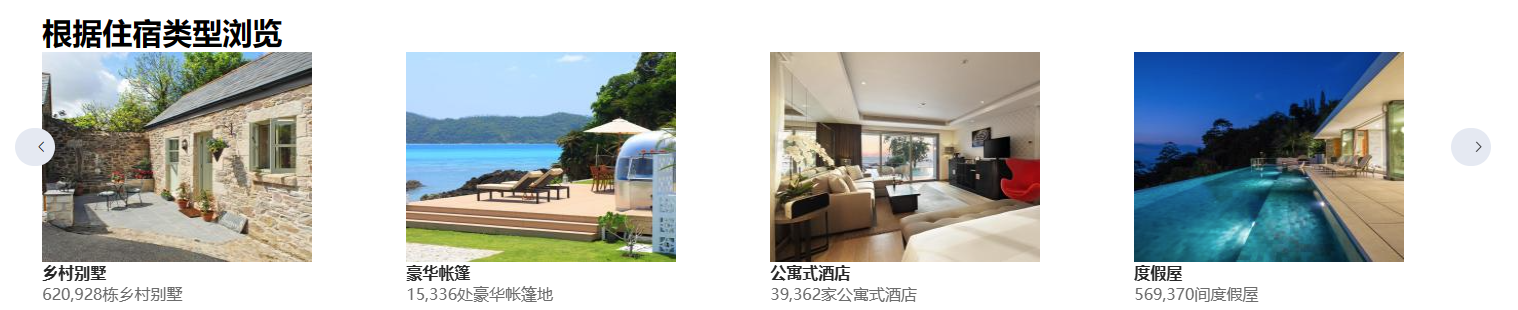 根据住宿类型浏览
乡村别墅
620,928栋乡村别墅
豪华帐篷
15,336处豪华帐篷地
公寓式酒店
39,362家公寓式酒店
度假屋
569,370间度假屋